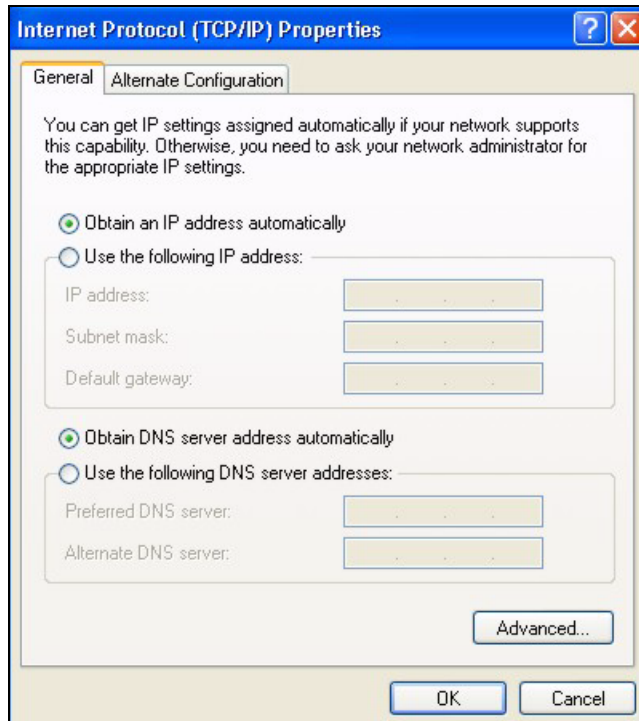 Internet Protocol (TCP/IP) Properties
General
Alternate Configuration
You can get IP settings assigned automatically if your network supports
this capability. Otherwise, you need to ask your network administrator for
the appropriate IP settings.
Obtain an IP address automatically
Use the following IP address:
IP address:
Subnet mask:
Default gateway:
Obtain DNS server address automatically
Use the following DNS server addresses:
Preferred DNS server:
Alternate DNS server:
Advanced...
OK
Cancel